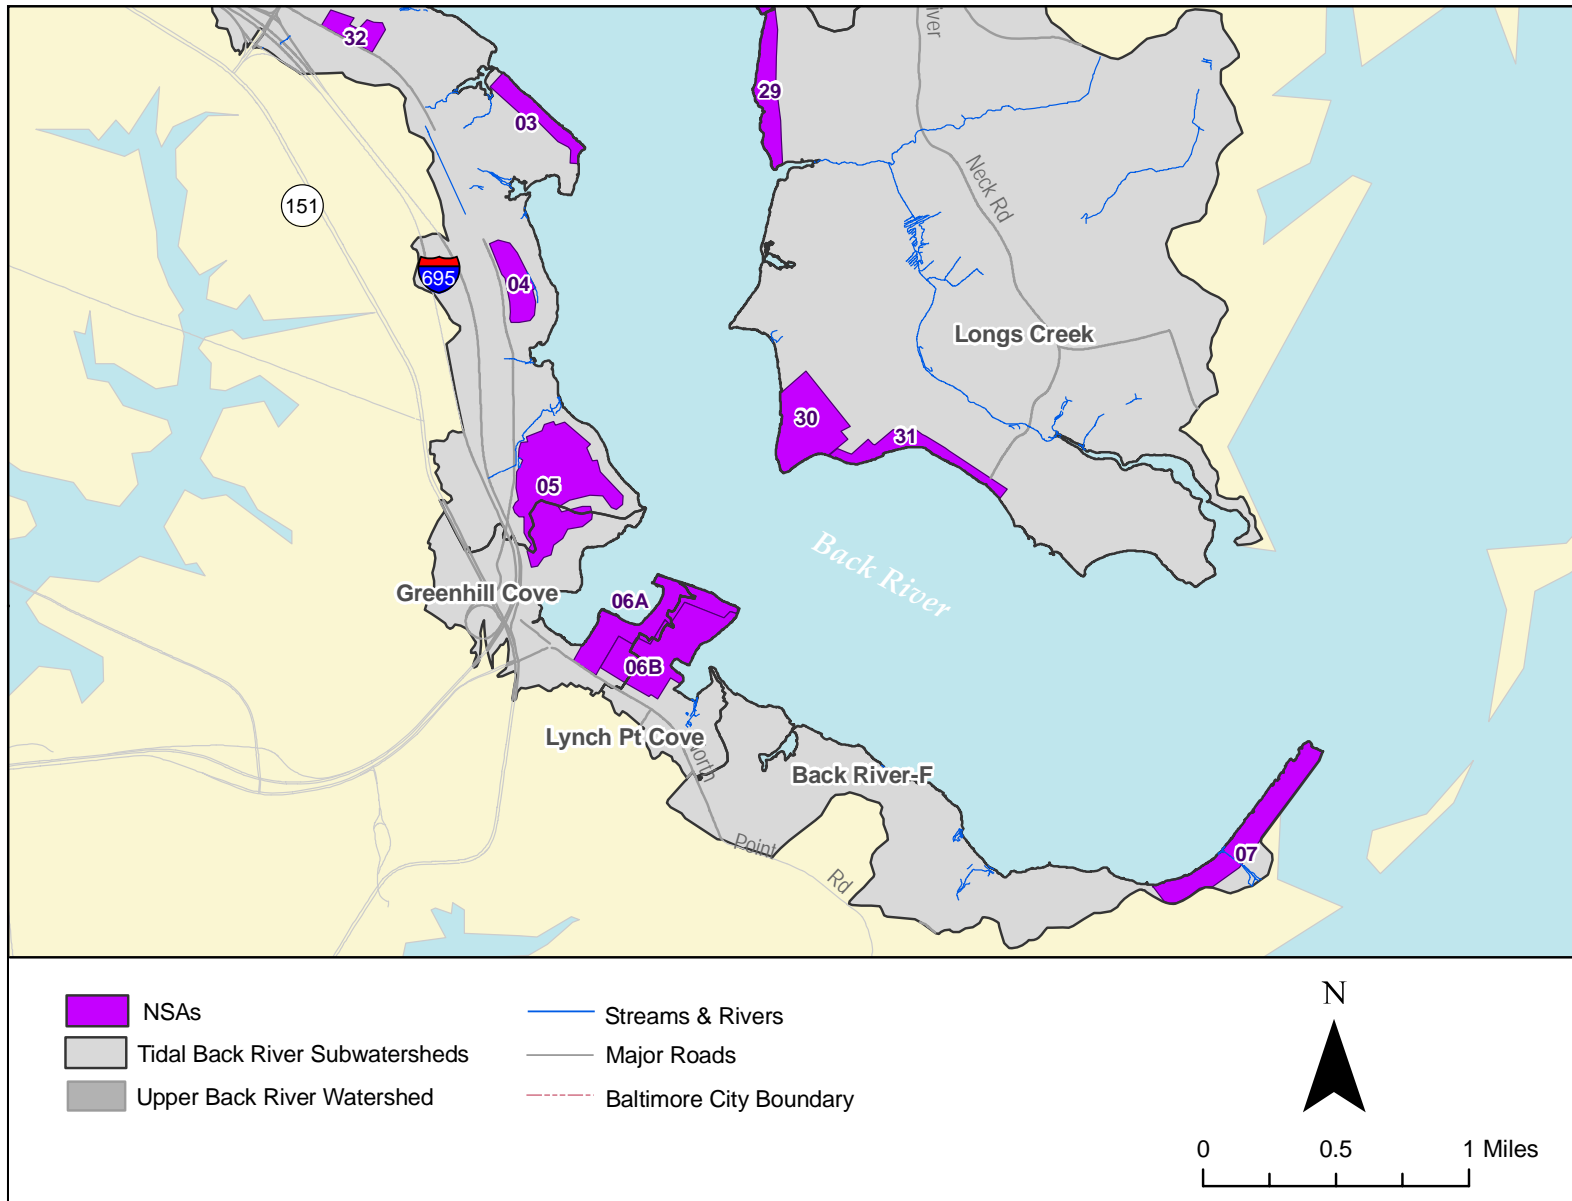 32
iver
29
03
151
Neck Rd
695
04
Longs Creek
30
31
05
Back River
Greenhill Cove
06A
06B
Lynch Pt Cove
North
Back River-F
Point
Rd
07
NSAs
Tidal Back River Subwatersheds
Upper Back River Watershed
Streams & Rivers
Major Roads
Baltimore City Boundary
N
0 0.5 1 Miles